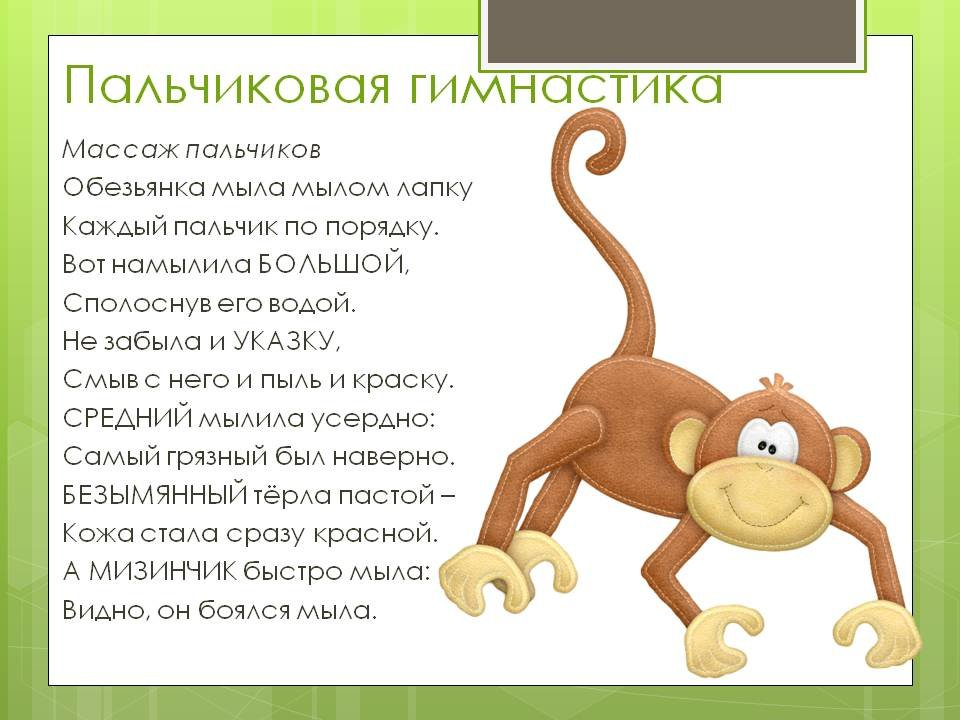 Пальчиковая гимнастика
Массаж пальчиков
Обезьянка мыла мылом лапку
Каждый пальчик по порядку.
Вот намылила БОЛЬШОЙ,
Сполоснув его водой.
Не забыла и УКАЗКУ,
Смыв с него и пыль и краску.
СРЕДНИЙ мылила усердно:
Самый грязный был наверно.
БЕЗЫМЯННЫЙ тёрла пастой –
Кожа стала сразу красной.
А МИЗИНЧИК быстро мыла:
Видно, он боялся мыла.